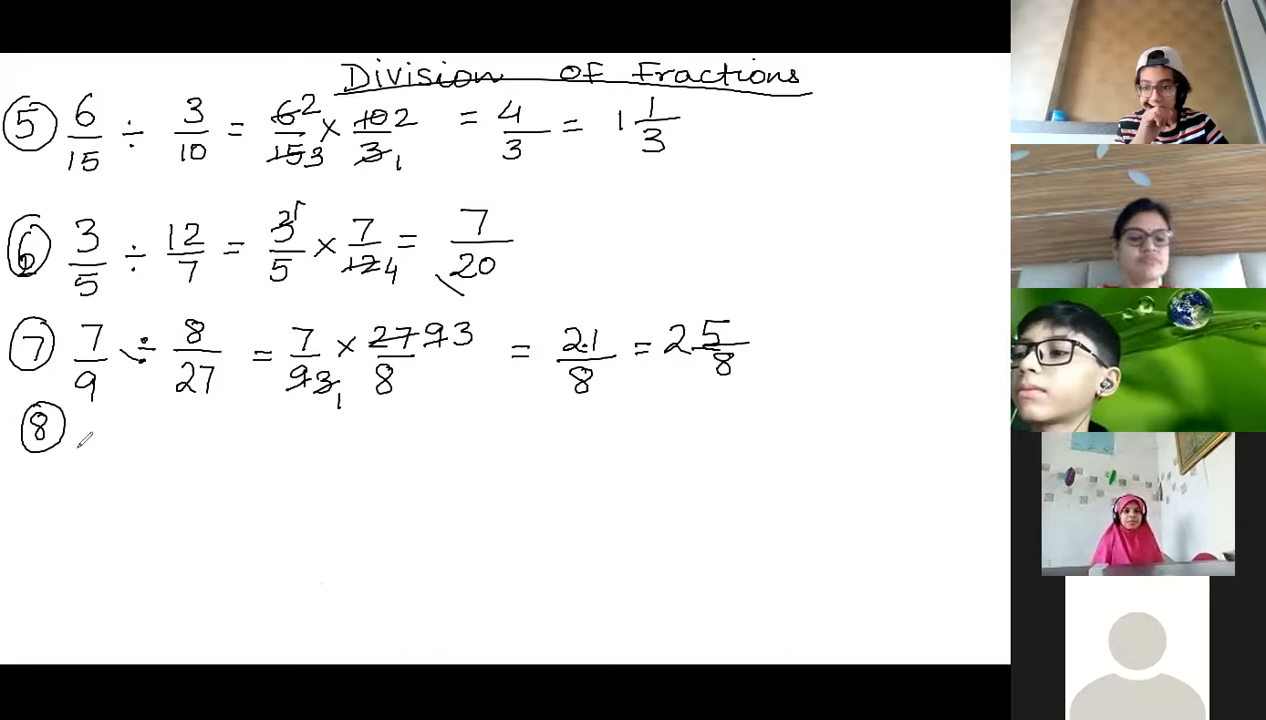 Division of Fractions
5 6/15 ÷ 3/10 = 6 2/15 3 × 10 2/3 1 = 4/3 = 1 1/3
6 3/5 ÷ 12/7 = 3 1/5 × 7/12 4 = 7/20
7 7/9 ÷ 8/27 = 7/9 3 1 × 27 9 3/8 = 21/8 = 2 5/8
8